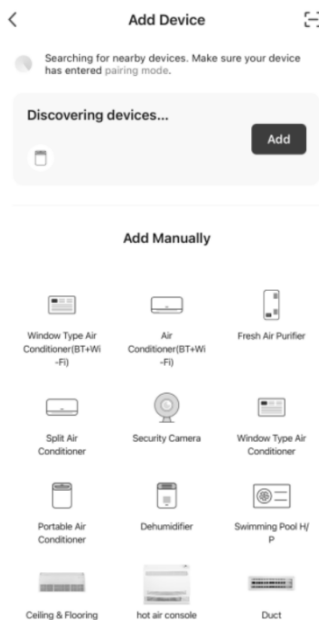 Add Device
Searching for nearby devices. Make sure your device
has entered pairing mode.
Discovering devices...
Add
Add Manually
Window Type Air
Conditioner(BT+Wi
-Fi)
Air
Conditioner(BT+Wi
-Fi)
Fresh Air Purifier
Split Air
Conditioner
Security Camera
Window Type Air
Conditioner
Portable Air
Conditioner
Dehumidifier
Swimming Pool H/
P
Ceiling & Flooring
hot air console
Duct